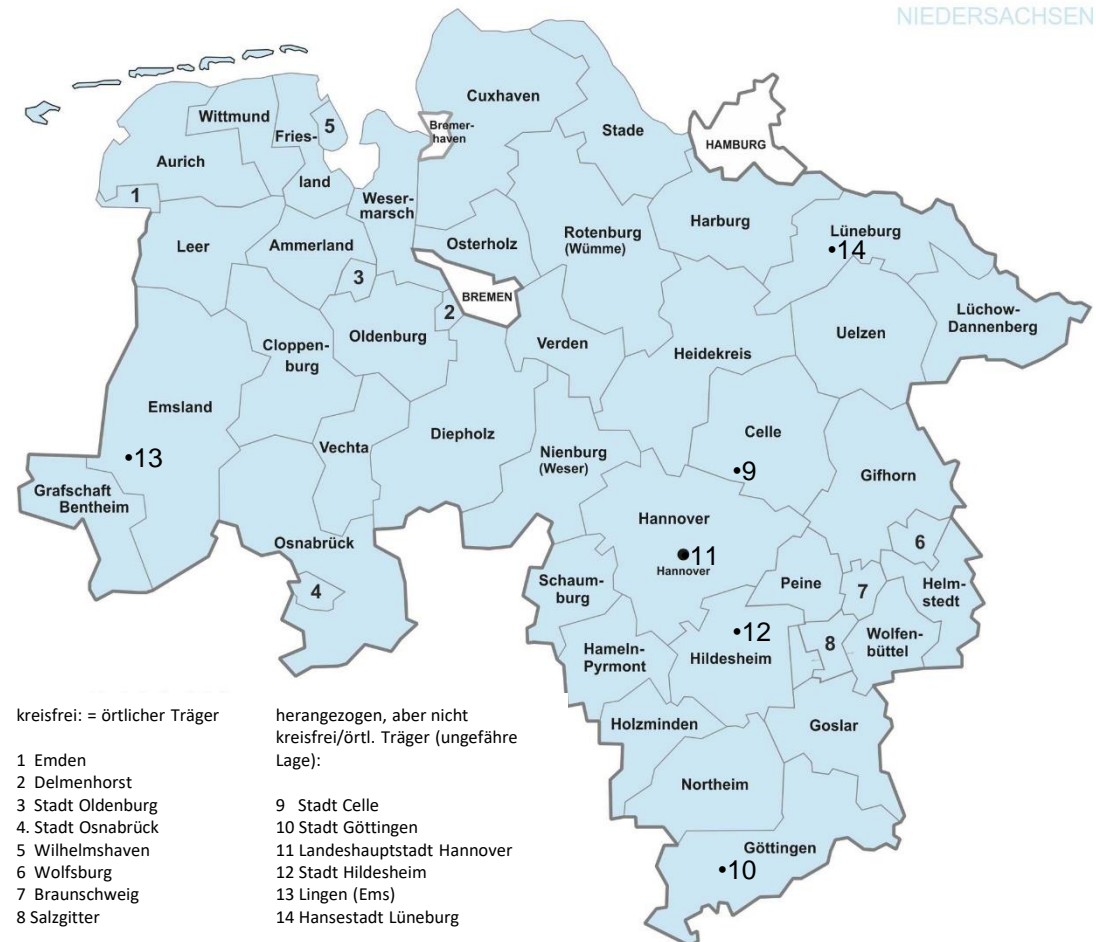 NIEDERSACHSEN
Cuxhaven
Wittmund
Bremer-
haven
5
Fries-
Stade
HAMBURG
Aurich
land
1
Weser-
marsch
Harburg
Rotenburg
(Wümme)
Lüneburg
Leer
Ammerland
Osterholz
•14
3
BREMEN
2
Lüchow-
Dannenberg
Oldenburg
Uelzen
Cloppen-
burg
Verden
Heidekreis
Emsland
Celle
Vechta
Diepholz
•13
Nienburg
(Weser)
•9
Gifhorn
Grafschaft
Bentheim
Hannover
Osnabrück
6
•11
Hannover
4
Schaum-
burg
Peine
7
Helm-
stedt
•12
Hameln-
Pyrmont
Hildesheim
8
Wolfen-
büttel
Holzminden
Goslar
Northeim
Göttingen
•10
kreisfrei: = örtlicher Träger
1 Emden
2 Delmenhorst
3 Stadt Oldenburg
4. Stadt Osnabrück
5 Wilhelmshaven
6 Wolfsburg
7 Braunschweig
8 Salzgitter
herangezogen, aber nicht
kreisfrei/örtl. Träger (ungefähre
Lage):
9 Stadt Celle
10 Stadt Göttingen
11 Landeshauptstadt Hannover
12 Stadt Hildesheim
13 Lingen (Ems)
14 Hansestadt Lüneburg